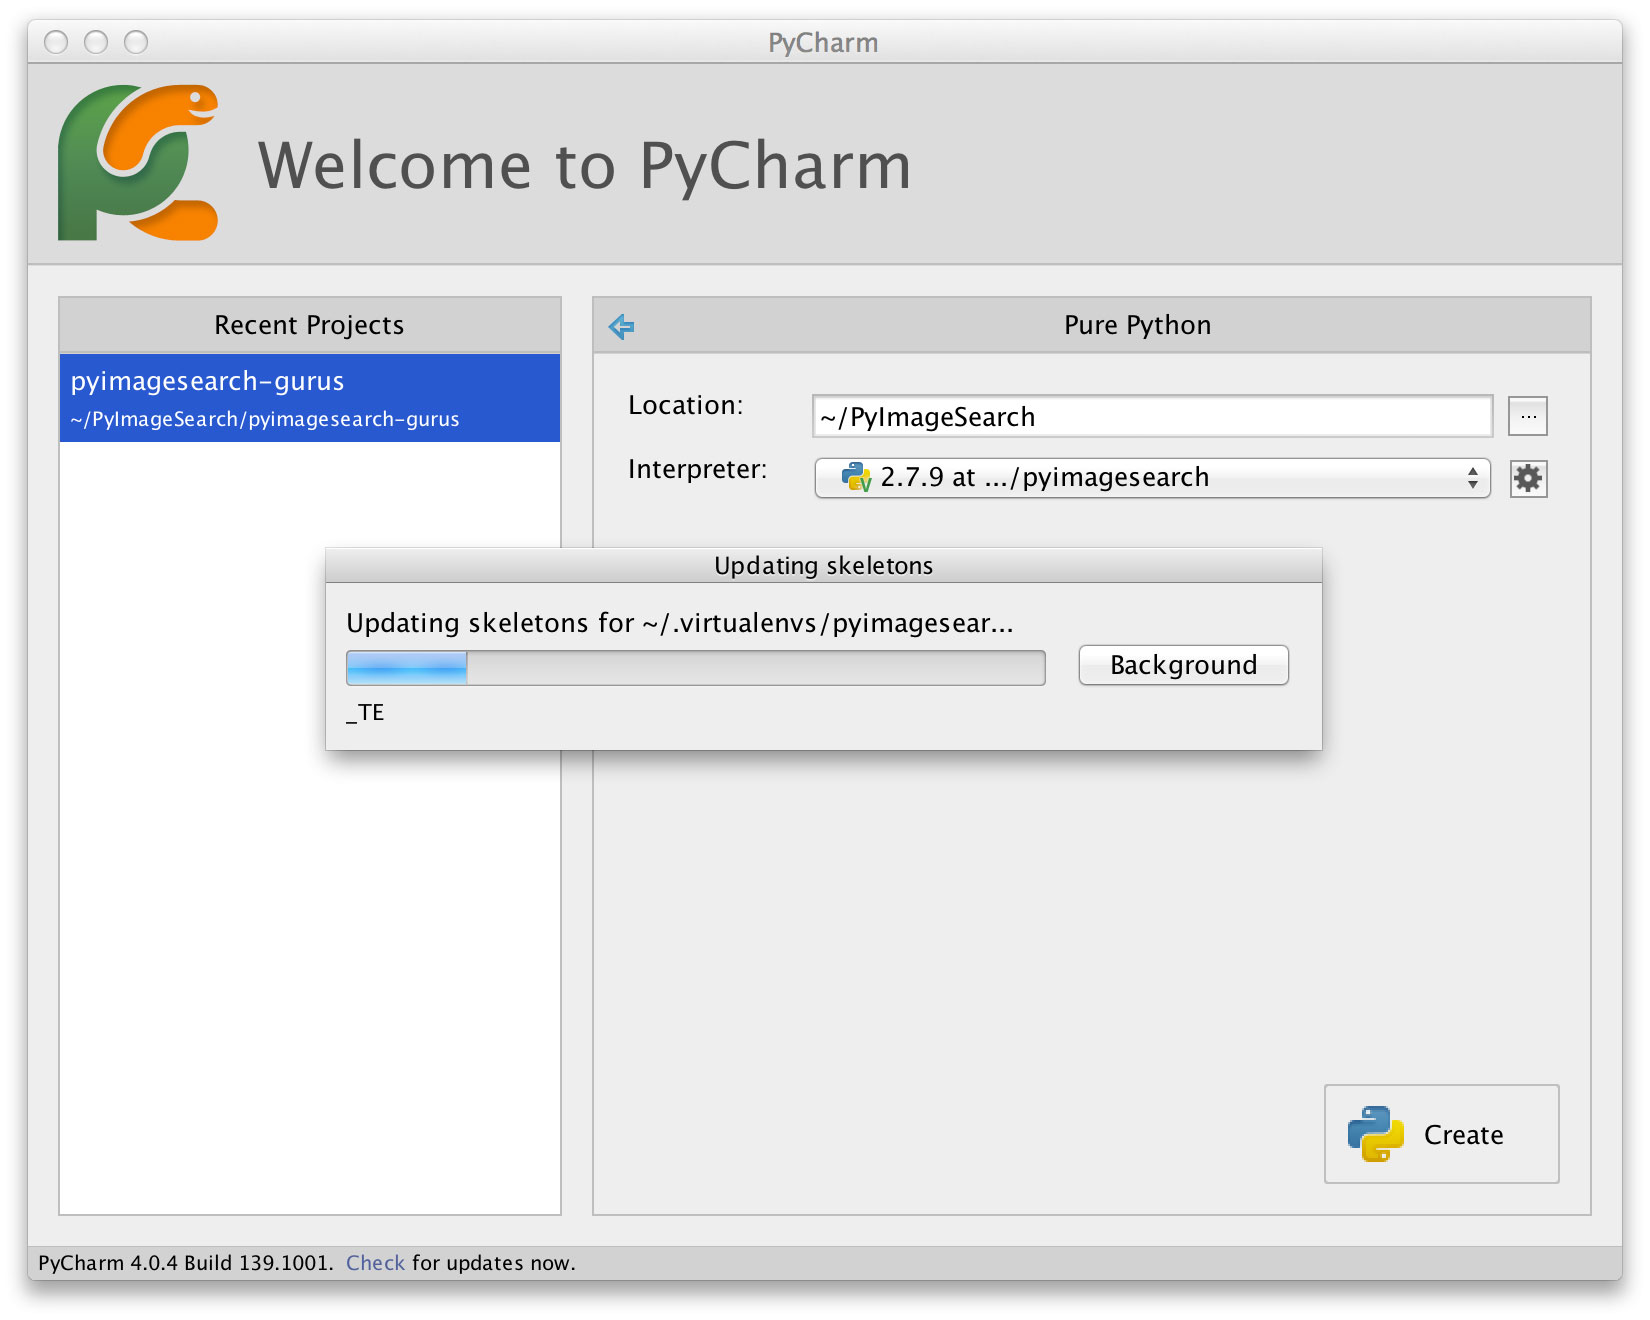 PyCharm
Welcome to PyCharm
Recent Projects
pyimagesearch-gurus
~/PyImageSearch/pyimagesearch-gurus
Pure Python
Location:
~/PyImageSearch
...
Interpreter:
2.7.9 at .../pyimagesearch
Updating skeletons
Updating skeletons for ~/.virtualenvs/pyimagesear...
Background
_TE
Create
PyCharm 4.0.4 Build 139.1001. Check for updates now.